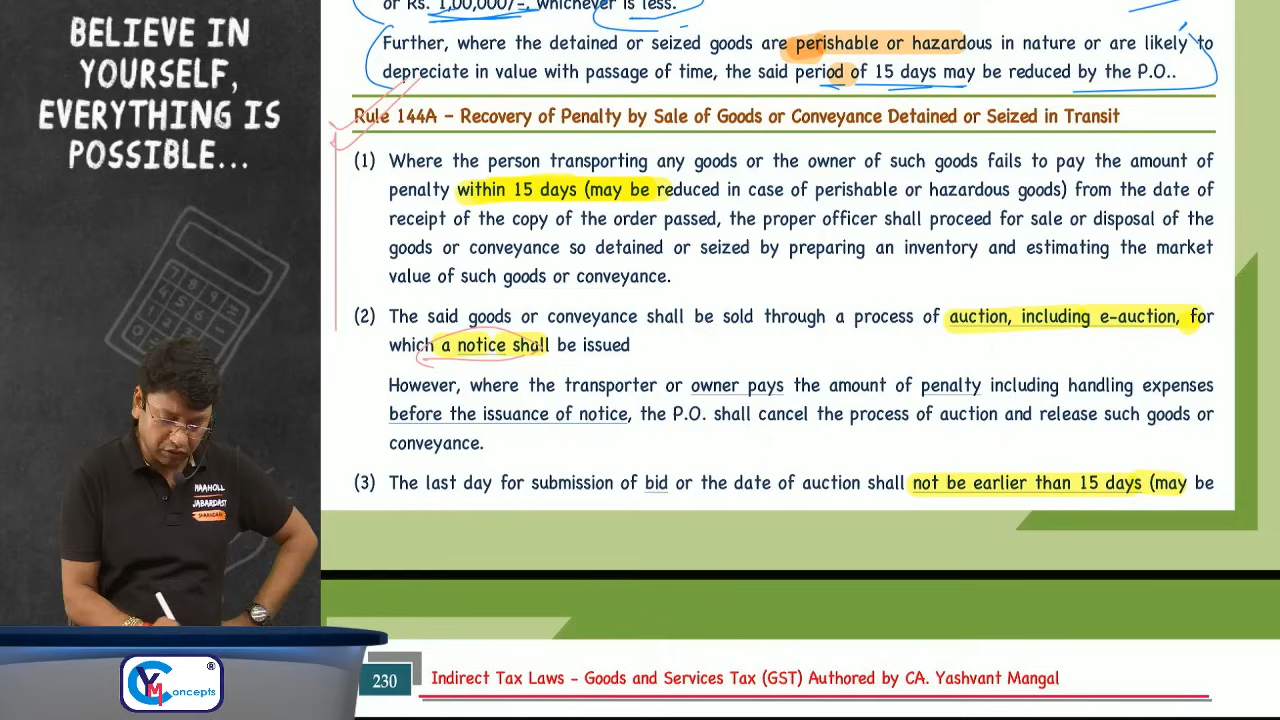 BELIEVE IN
YOURSELF,
EVERYTHING IS
POSSIBLE...
or Rs. 1,00,000/-, whichever is less.
Further, where the detained or seized goods are perishable or hazardous in nature or are likely to
depreciate in value with passage of time, the said period of 15 days may be reduced by the P.O..
Rule 144A – Recovery of Penalty by Sale of Goods or Conveyance Detained or Seized in Transit
(1) Where the person transporting any goods or the owner of such goods fails to pay the amount of
penalty within 15 days (may be reduced in case of perishable or hazardous goods) from the date of
receipt of the copy of the order passed, the proper officer shall proceed for sale or disposal of the
goods or conveyance so detained or seized by preparing an inventory and estimating the market
value of such goods or conveyance.
(2) The said goods or conveyance shall be sold through a process of auction, including e-auction, for
which a notice shall be issued
However, where the transporter or owner pays the amount of penalty including handling expenses
before the issuance of notice, the P.O. shall cancel the process of auction and release such goods or
conveyance.
(3) The last day for submission of bid or the date of auction shall not be earlier than 15 days (may be
MAAHOLL
JABARDAST
SHAANDAAR
CYM concepts ®
230 Indirect Tax Laws – Goods and Services Tax (GST) Authored by CA. Yashvant Mangal